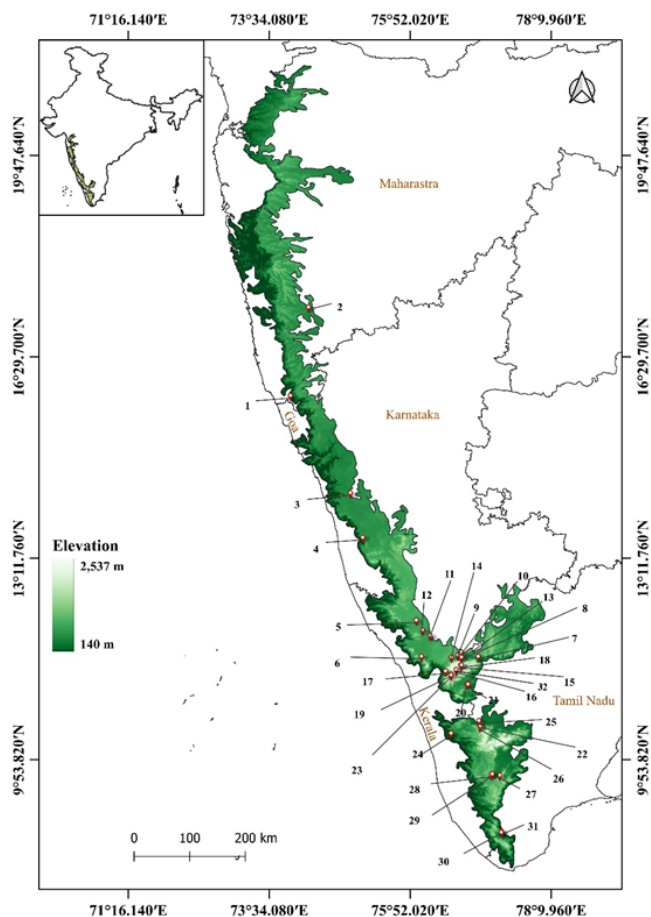 71°16.140'E 73°34.080'E 75°52.020'E 78°9.960'E
19°47.640'N
19°47.640'N
Maharastra
2
16°29.700'N
16°29.700'N
1
Goa
Karnataka
3
4
13°11.760'N
13°11.760'N
Elevation
2,537 m
140 m
14
10
11
9
13
12
8
5
7
6
18
17
15
32
16
19
20
21
Tamil Nadu
Kerala
25
23
24
22
9°53.820'N
9°53.820'N
26
28
27
29
31
30
0 100 200 km
71°16.140'E 73°34.080'E 75°52.020'E 78°9.960'E